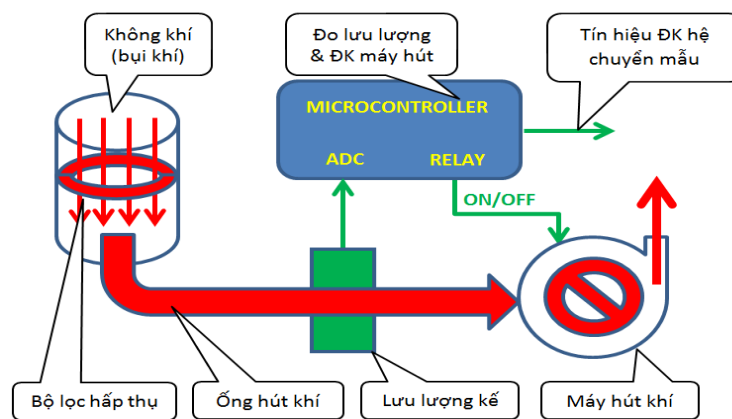 Không khí
(bụi khí)
Đo lưu lượng
& ĐK máy hút
Tín hiệu ĐK hệ
chuyển mẫu
MICROCONTROLLER
ADC
RELAY
ON/OFF
Bộ lọc hấp thụ
Ống hút khí
Lưu lượng kế
Máy hút khí